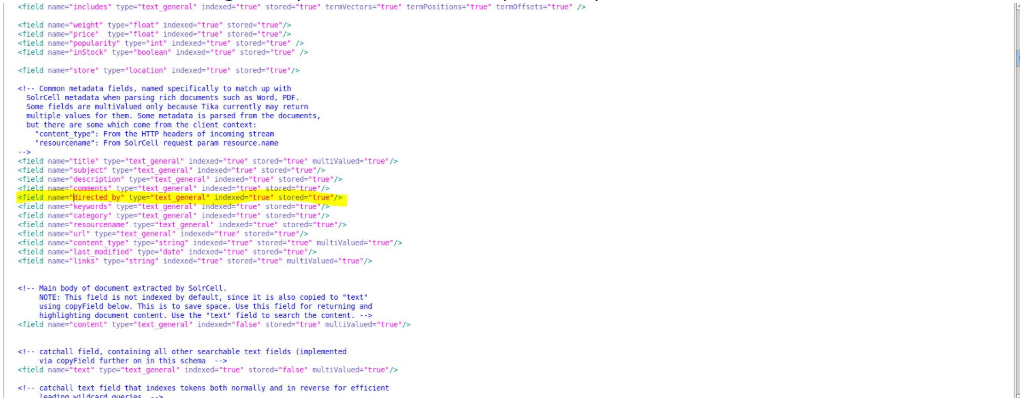 <field name="includes" type="text_general" indexed="true" stored="true" termVectors="true" termPositions="true" termOffsets="true" />
<field name="weight" type="float" indexed="true" stored="true"/>
<field name="price"  type="float" indexed="true" stored="true"/>
<field name="popularity" type="int" indexed="true" stored="true" />
<field name="inStock" type="boolean" indexed="true" stored="true" />
<field name="store" type="location" indexed="true" stored="true"/>
<!-- Common metadata fields, named specifically to match up with
SolrCell metadata when parsing rich documents such as Word, PDF.
Some fields are multiValued only because Tika currently may return
multiple values for them. Some metadata is parsed from the documents,
but there are some which come from the client context:
"content_type": From the HTTP headers of incoming stream
"resourcename": From SolrCell request param resource.name
-->
<field name="title" type="text_general" indexed="true" stored="true" multiValued="true"/>
<field name="subject" type="text_general" indexed="true" stored="true"/>
<field name="description" type="text_general" indexed="true" stored="true"/>
<field name="comments" type="text_general" indexed="true" stored="true"/>
<field name="directed_by" type="text_general" indexed="true" stored="true"/>
<field name="keywords" type="text_general" indexed="true" stored="true"/>
<field name="category" type="text_general" indexed="true" stored="true"/>
<field name="resourcename" type="text_general" indexed="true" stored="true"/>
<field name="url" type="text_general" indexed="true" stored="true"/>
<field name="content_type" type="string" indexed="true" stored="true" multiValued="true"/>
<field name="last_modified" type="date" indexed="true" stored="true"/>
<field name="links" type="string" indexed="true" stored="true" multiValued="true"/>
<!-- Main body of document extracted by SolrCell.
NOTE: This field is not indexed by default, since it is also copied to "text"
using copyField below. This is to save space. Use this field for returning and
highlighting document content. Use the "text" field to search the content. -->
<field name="content" type="text_general" indexed="false" stored="true" multiValued="true"/>
<!-- catchall field, containing all other searchable text fields (implemented
via copyField further on in this schema  -->
<field name="text" type="text_general" indexed="true" stored="false" multiValued="true"/>
<!-- catchall text field that indexes tokens both normally and in reverse for efficient
leading wildcard queries. -->